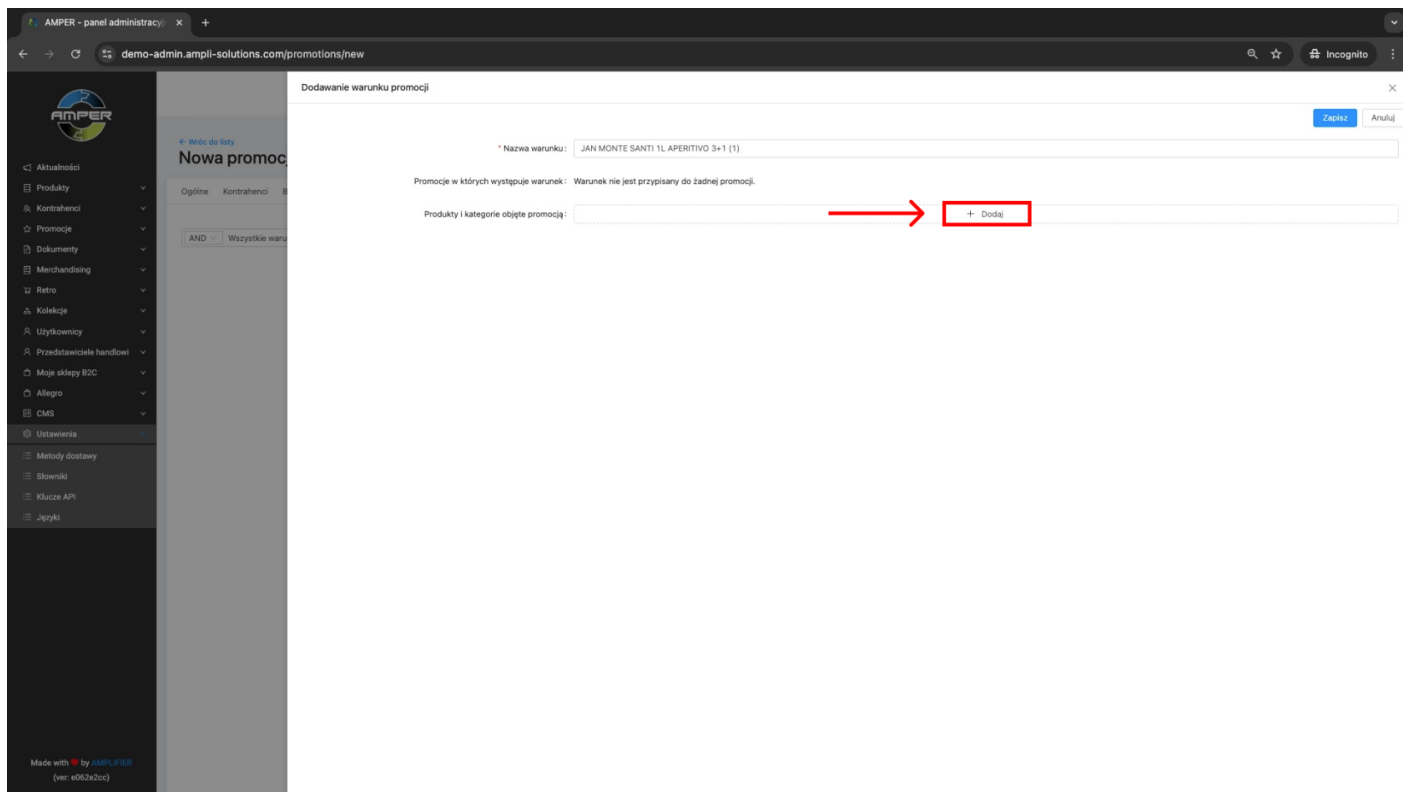 AMPER - panel administracyj
demo-admin.ampli-solutions.com/promotions/new
Incognito
AMPER
Aktualności
Produkty
Kontrahenci
Promocje
Dokumenty
Merchandising
Retro
Kolekcje
Użytkownicy
Przedstawiciele handlowi
Moje sklepy B2C
Allegro
CMS
Ustawienia
Metody dostawy
Słowniki
Klucze API
Języki
Made with by AMPLIFIER
(ver: e062e2cc)
Wróc do listy
Nowa promoc
Ogólne Kontrahenci B
AND Wszystkie waru
Dodawanie warunku promocji
Zapisz Anuluj
* Nazwa warunku: JAN MONTE SANTI 1L APERITIVO 3+1 (1)
Promocje w których występuje warunek: Warunek nie jest przypisany do żadnej promocji.
Produkty i kategorie objęte promocją: + Dodaj